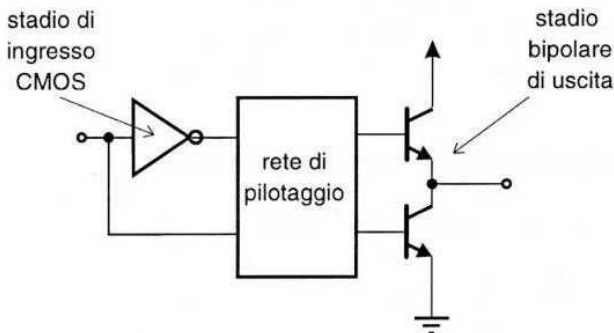 stadio di
ingresso
CMOS
stadio
bipolare
di uscita
rete di
pilotaggio